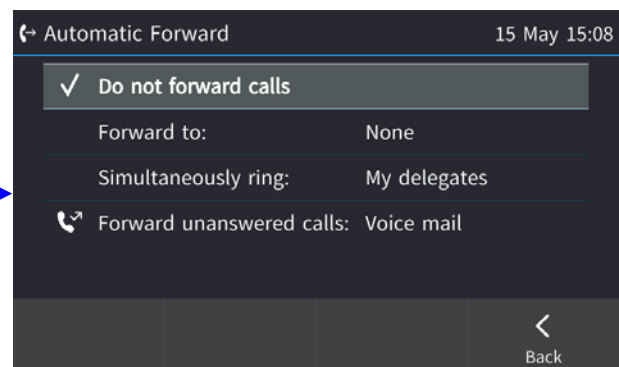 Automatic Forward 15 May 15:08
Do not forward calls
Forward to: None
Simultaneously ring: My delegates
Forward unanswered calls: Voice mail
Back